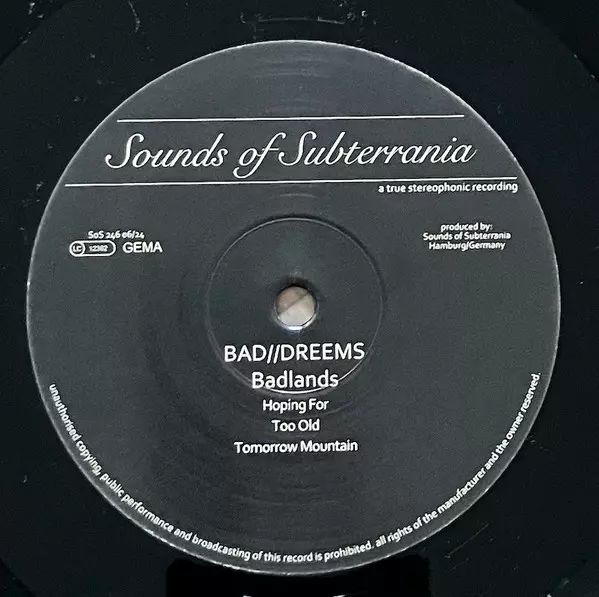 Sounds of Subterrania
a true stereophonic recording
SoS 246 06/24
LC 12362 GEMA
produced by:
Sounds of Subterrania
Hamburg/Germany
BAD//DREEMS
Badlands
Hoping For
Too Old
Tomorrow Mountain
unauthorised copying, public performance and broadcasting of this record is prohibited. all rights of the manufacturer and the owner reserved.